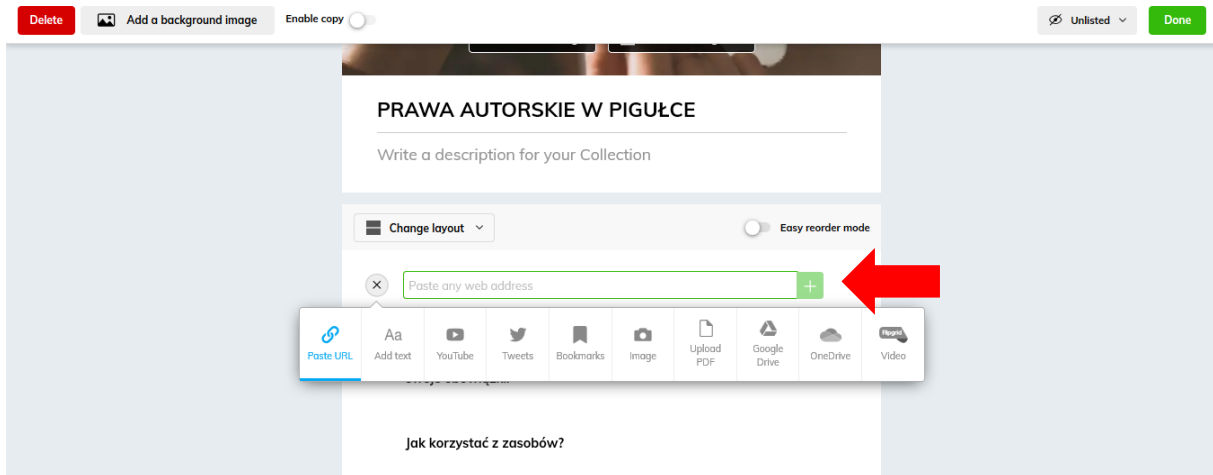 Delete
Add a background image
Enable copy
Unlisted
Done
PRAWA AUTORSKIE W PIGUŁCE
Write a description for your Collection
Change layout
Easy reorder mode
Paste any web address
Paste URL
Aa
Add text
YouTube
Tweets
Bookmarks
Image
Upload
PDF
Google
Drive
OneDrive
Flipgrid
Video
Jak korzystać z zasobów?